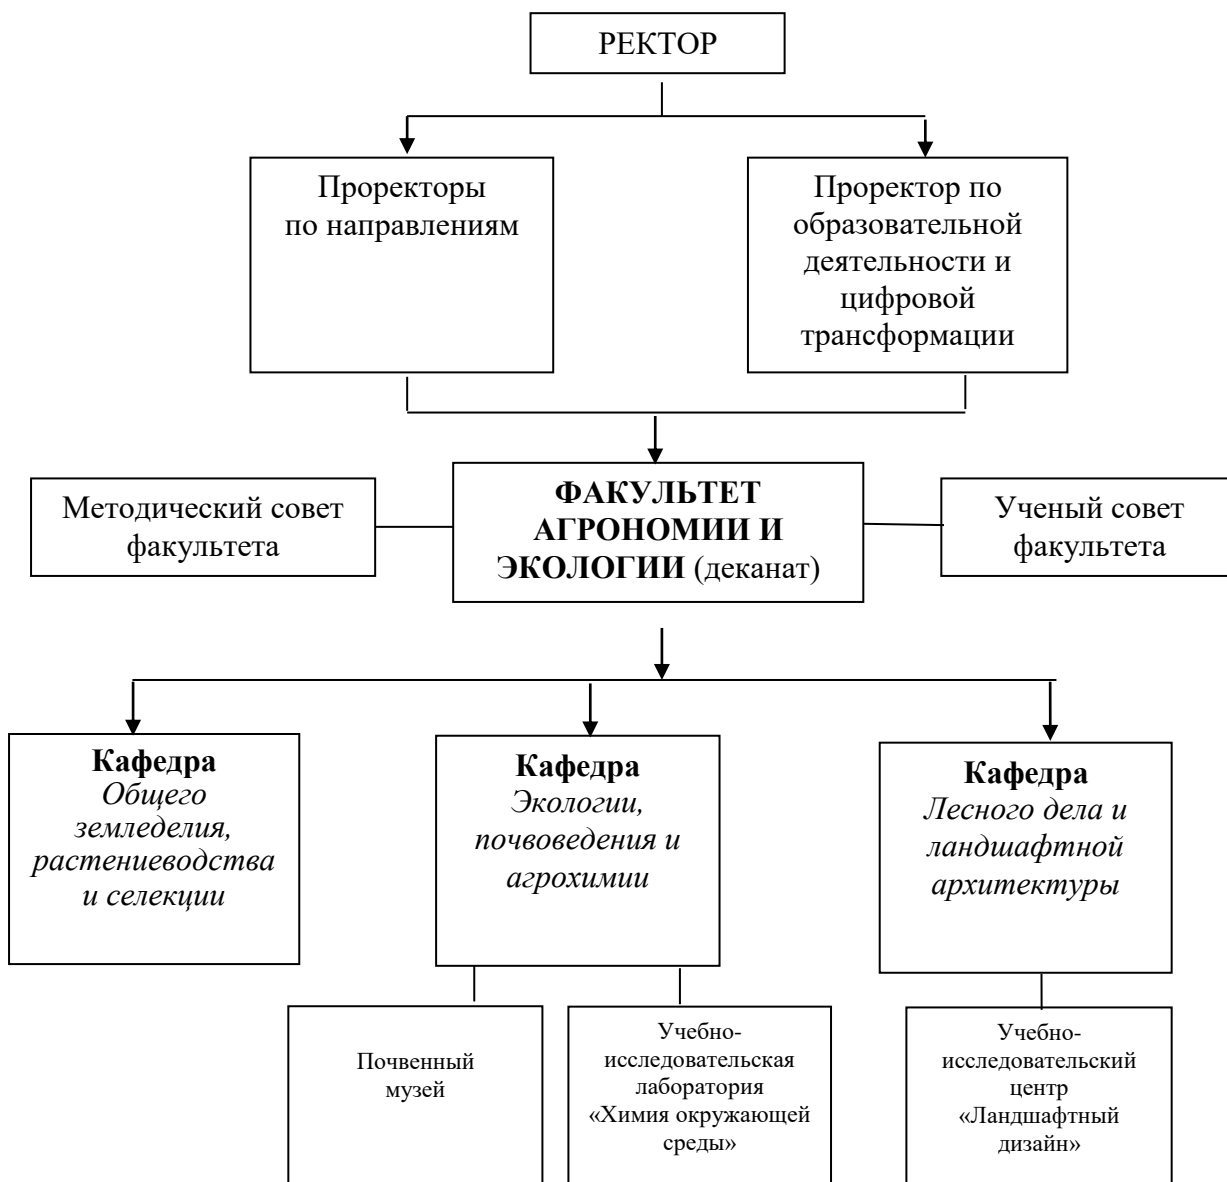 РЕКТОР
Проректоры
по направлениям
Проректор по
образовательной
деятельности и
цифровой
трансформации
Методический совет
факультета
ФАКУЛЬТЕТ
АГРОНОМИИ И
ЭКОЛОГИИ (деканат)
Ученый совет
факультета
Кафедра
Общего
земледелия,
растениеводства
и селекции
Кафедра
Экологии,
почвоведения и
агрохимии
Кафедра
Лесного дела и
ландшафтной
архитектуры
Почвенный
музей
Учебно-
исследовательская
лаборатория
«Химия окружающей
среды»
Учебно-
исследовательский
центр
«Ландшафтный
дизайн»